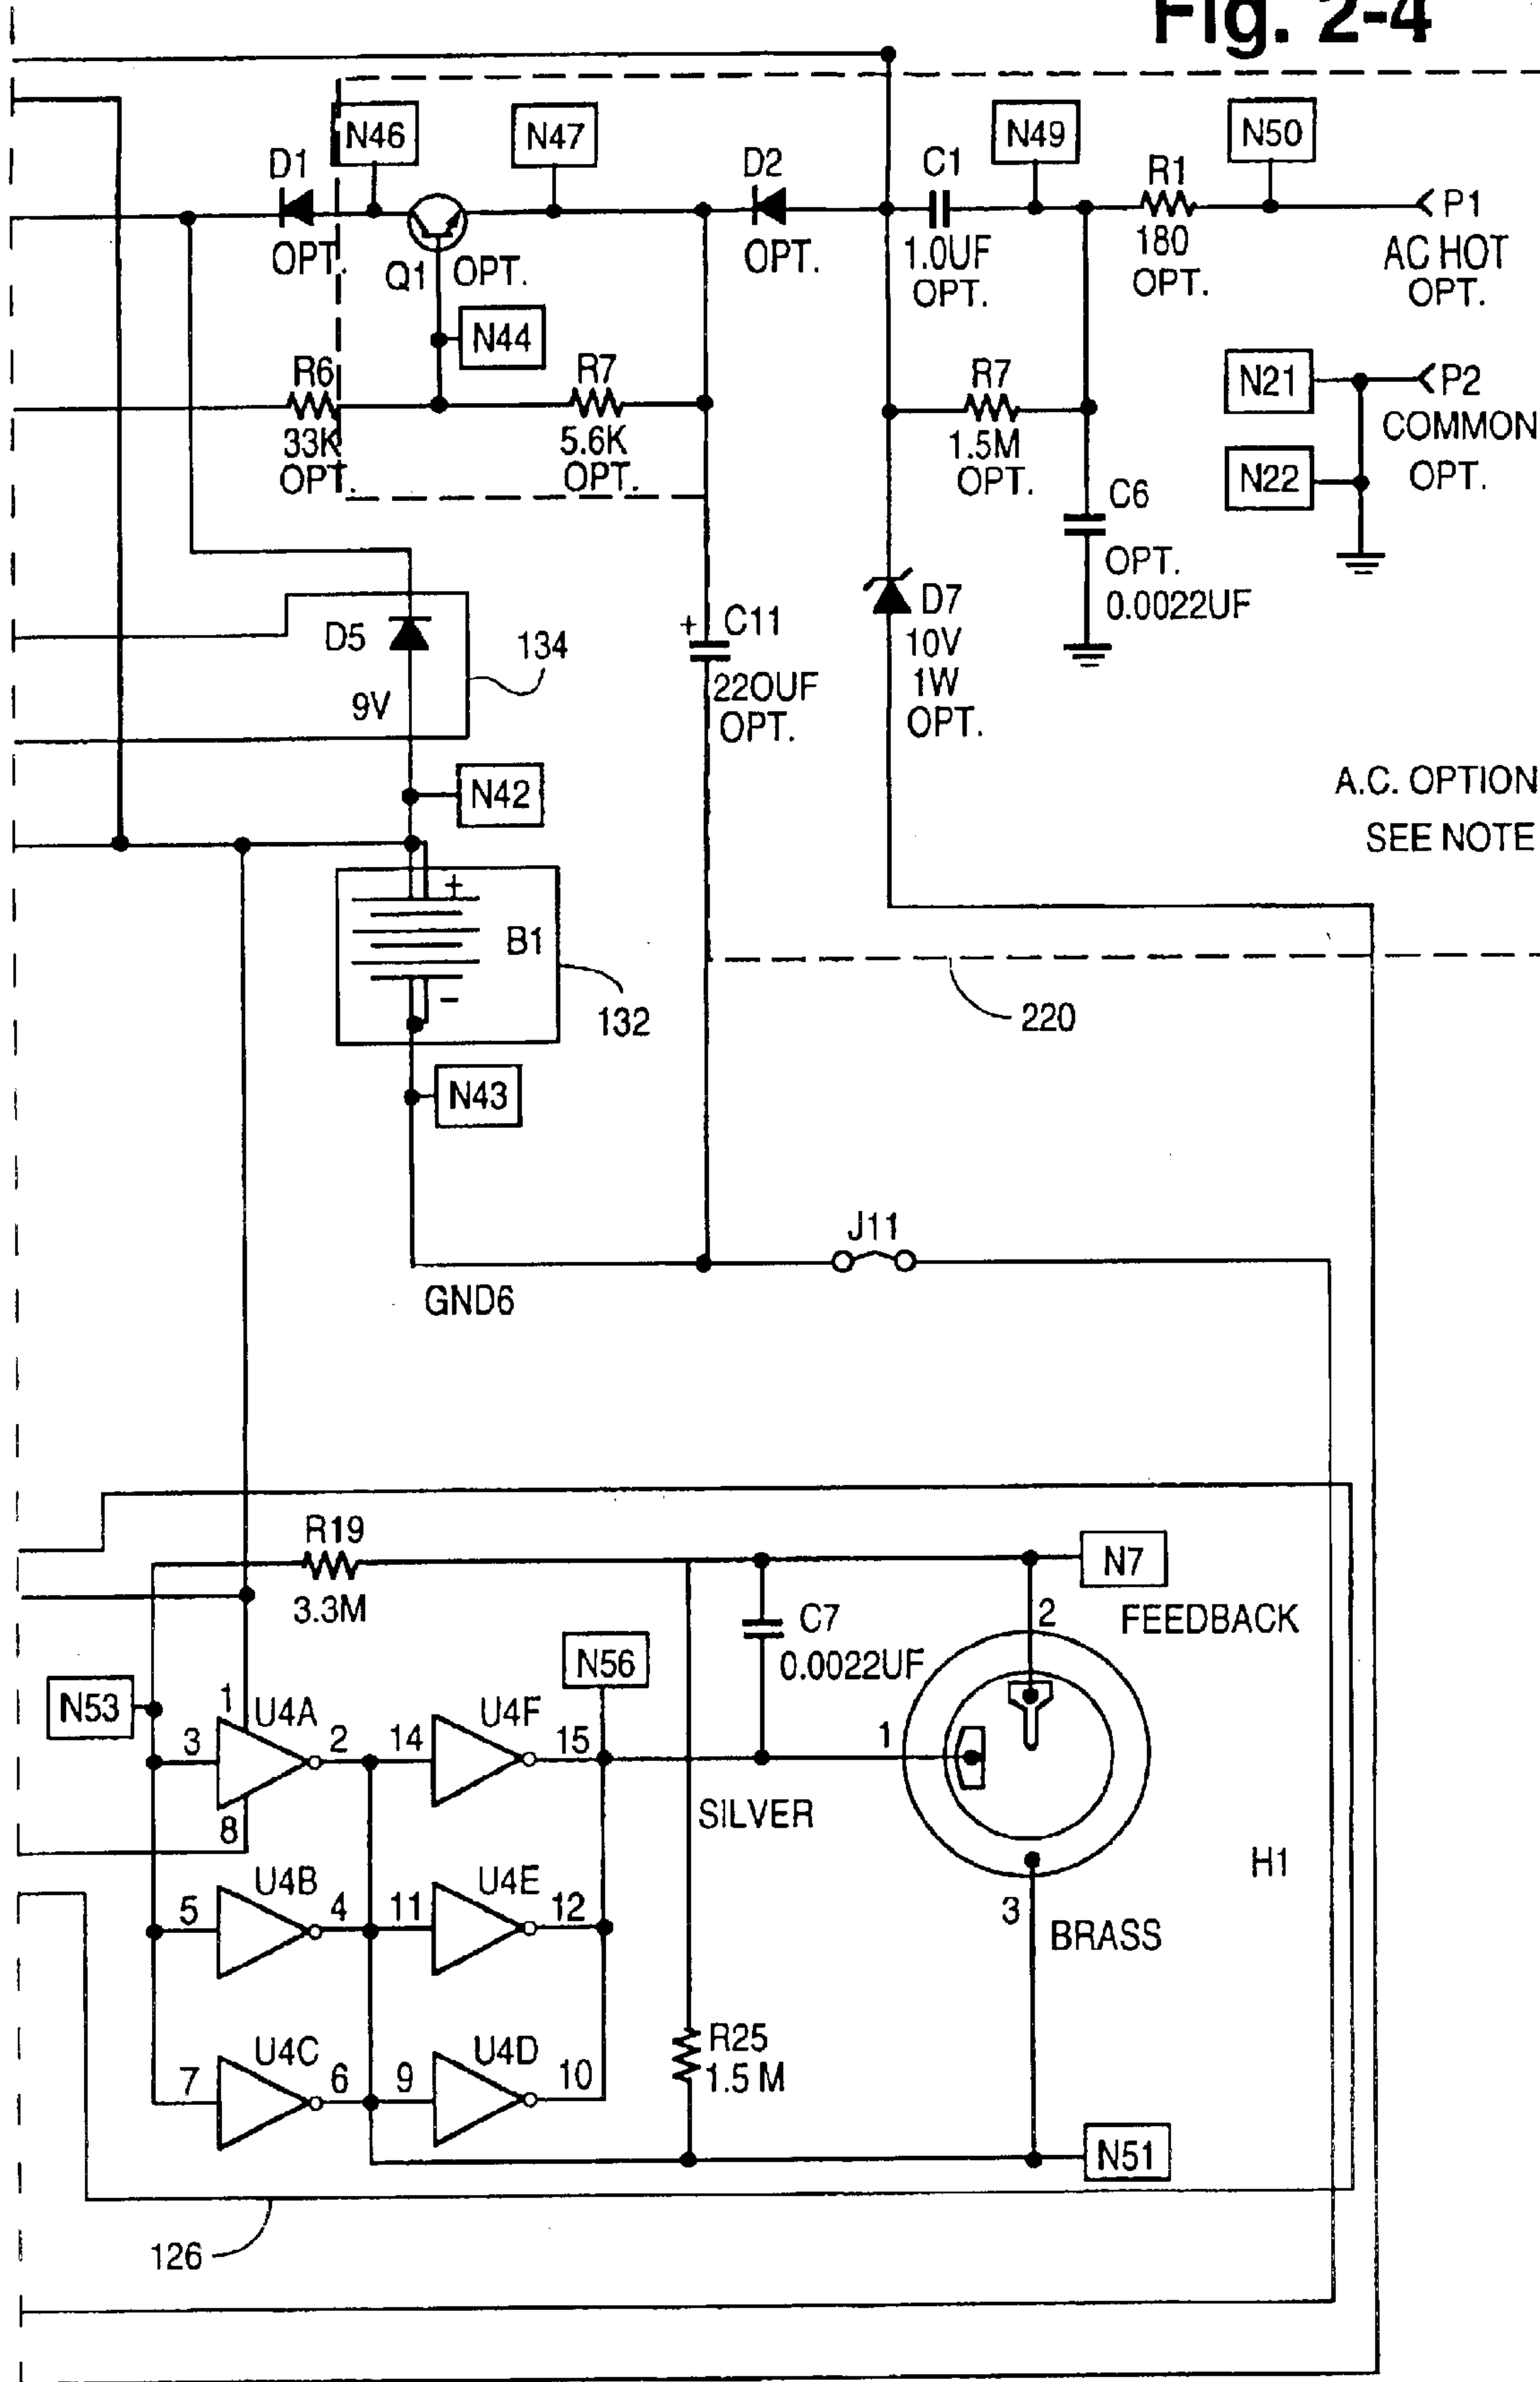 Fig. 2-4
N46
N47
N49
N50
D1
D2
C1
R1
P1
OPT.
Q1
OPT.
OPT.
1.0UF
OPT.
180
OPT.
AC HOT
OPT.
N44
R6
33K
OPT.
R7
5.6K
OPT.
R7
1.5M
OPT.
N21
P2
COMMON
N22
OPT.
C6
OPT.
0.0022UF
D5
9V
134
+
C11
220UF
OPT.
D7
10V
1W
OPT.
N42
A.C. OPTION
SEE NOTE
+
B1
-
132
220
N43
J11
GND6
R19
3.3M
N7
2
FEEDBACK
C7
0.0022UF
N56
N53
1
U4A
3
2
8
14
U4F
15
1
SILVER
H1
U4B
5
4
11
U4E
12
3
BRASS
U4C
7
6
9
U4D
10
R25
1.5 M
N51
126